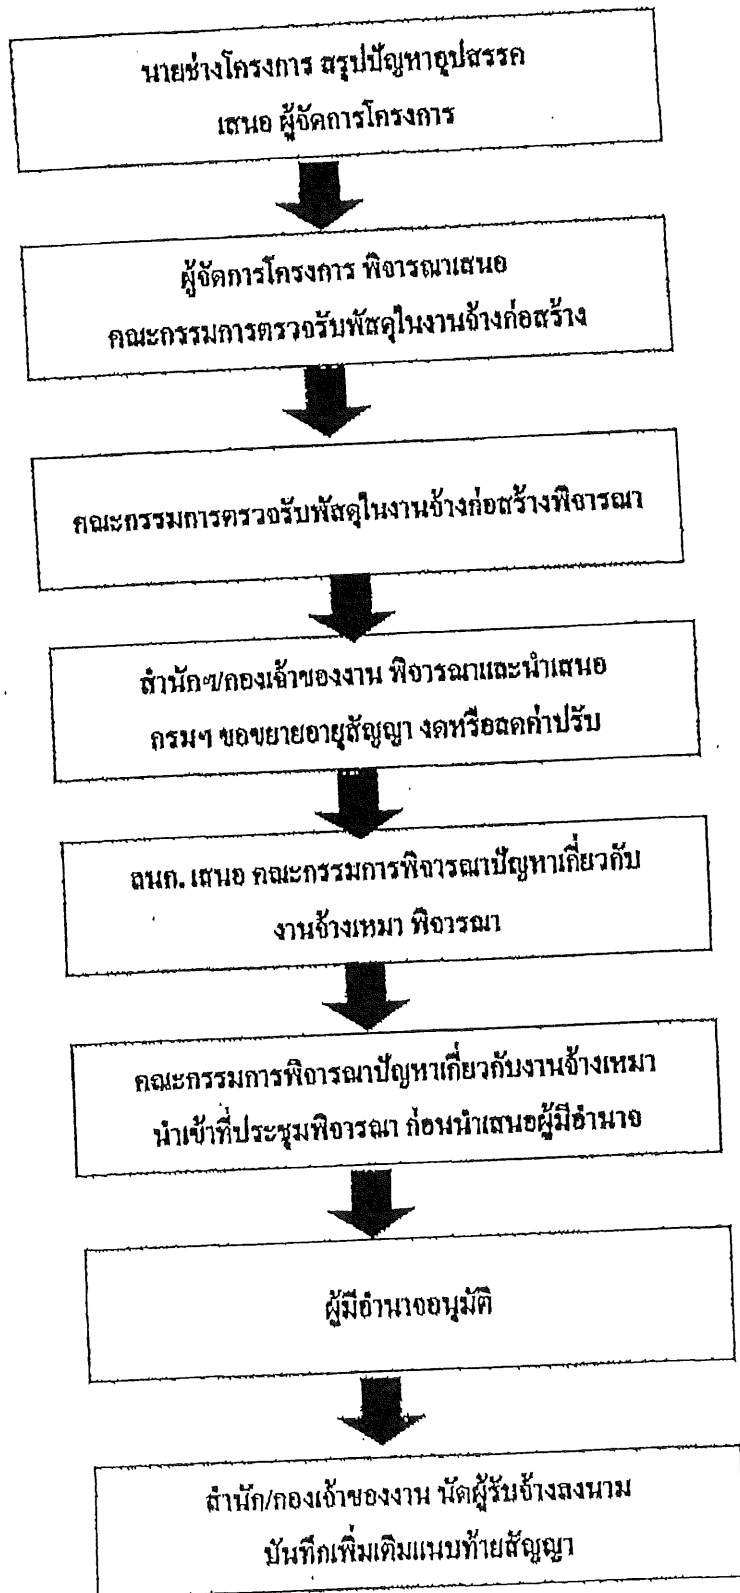 นายช่างโครงการ สรุปปัญหาอุปสรรค
เสนอ ผู้จัดการโครงการ
ผู้จัดการโครงการ พิจารณาเสนอ
คณะกรรมการตรวจรับพัสดุในงานจ้างก่อสร้าง
คณะกรรมการตรวจรับพัสดุในงานจ้างก่อสร้างพิจารณา
สำนักฯ/กองเจ้าของงาน พิจารณาและนำเสนอ
กรมฯ ขอขยายอายุสัญญา งดหรือลดค่าปรับ
ลนก. เสนอ คณะกรรมการพิจารณาปัญหาเกี่ยวกับ
งานจ้างเหมา พิจารณา
คณะกรรมการพิจารณาปัญหาเกี่ยวกับงานจ้างเหมา
นำเข้าที่ประชุมพิจารณา ก่อนนำเสนอผู้มีอำนาจ
ผู้มีอำนาจอนุมัติ
สำนัก/กองเจ้าของงาน นัดผู้รับจ้างลงนาม
บันทึกเพิ่มเติมแนบท้ายสัญญา